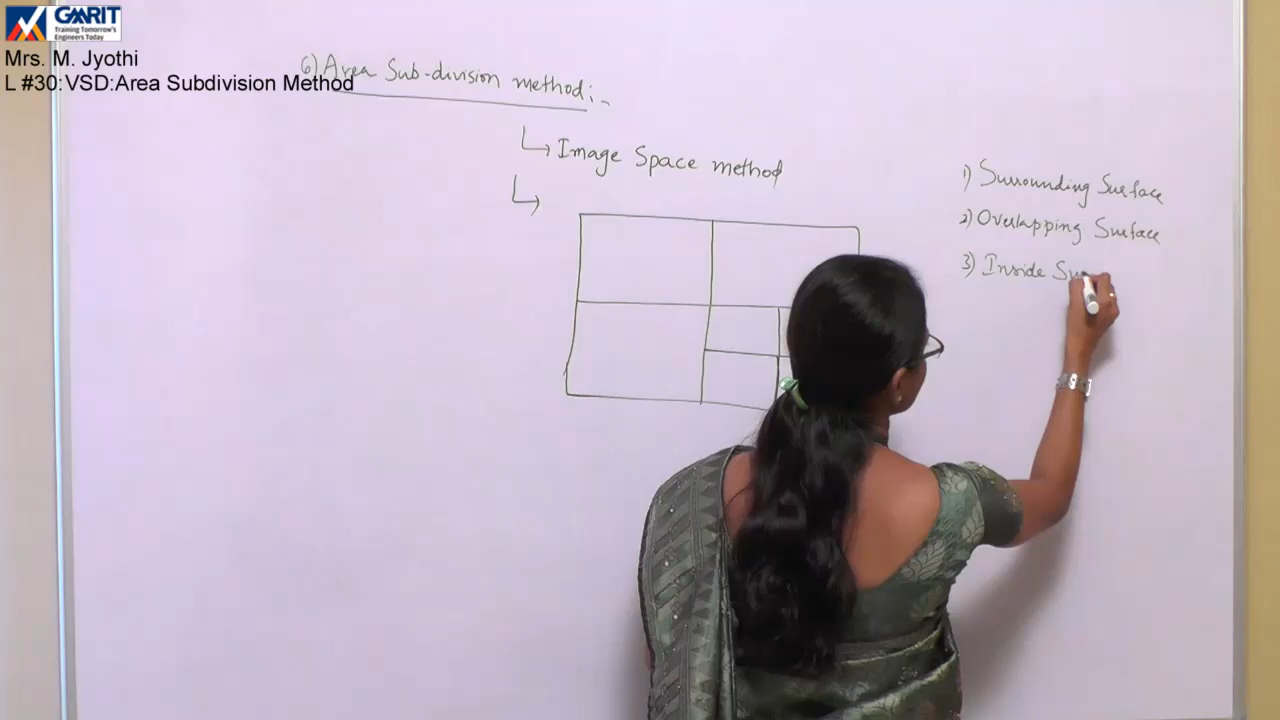 GMRIT
Training Tomorrow's
Engineers Today
Mrs. M. Jyothi
L #30:VSD:Area Subdivision Method
6) Area Sub-division method:-
↳ Image Space method
↳
1) Surrounding Surface
2) Overlapping Surface
3) Inside Su